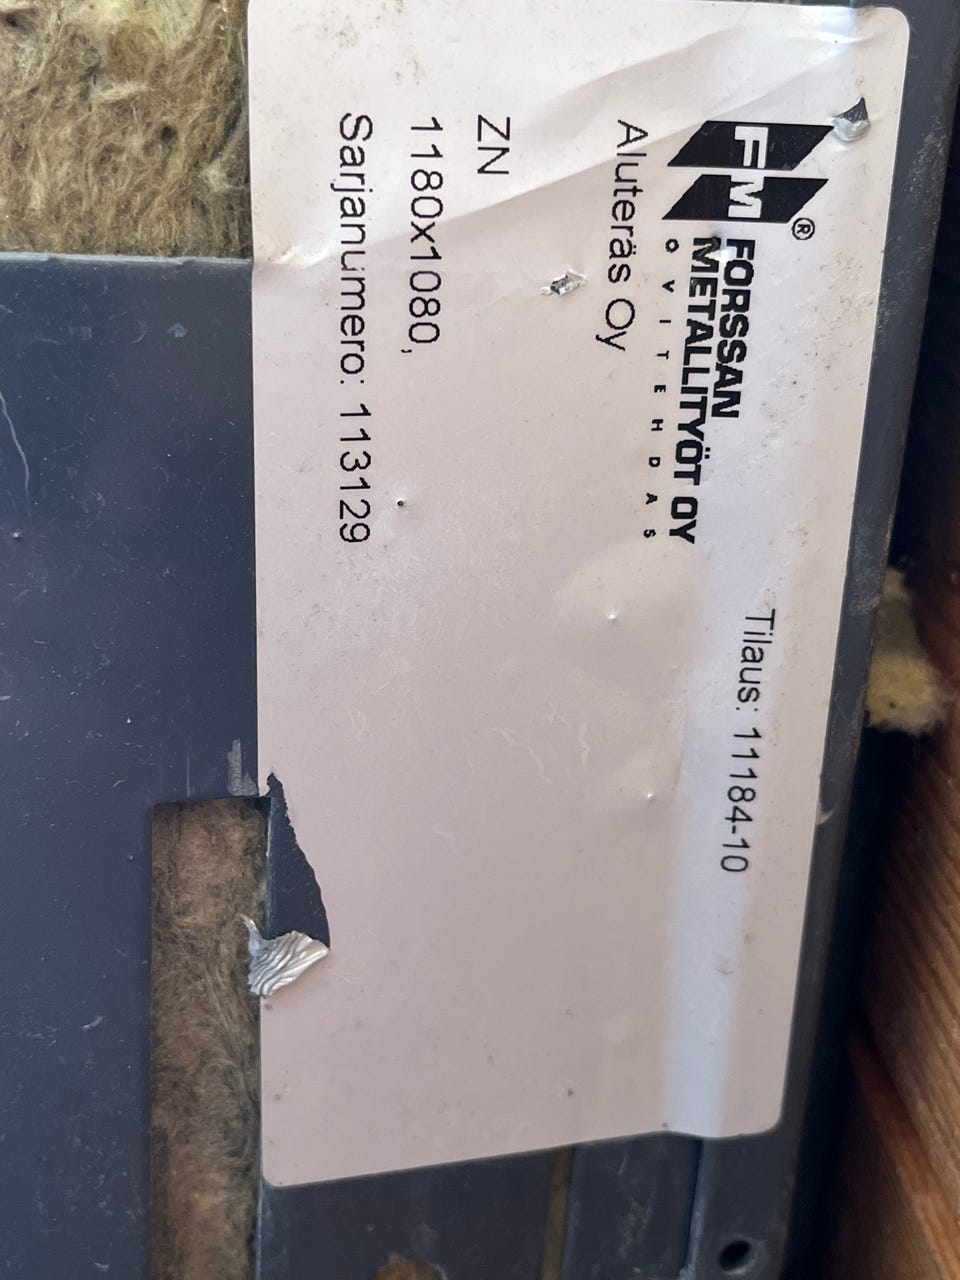 Tilaus: 11184-10
FM®
FORSSAN
METALLITYÖT OY
OVITEHDAS
Aluteräs Oy
ZN
1180x1080,
Sarjanumero: 113129